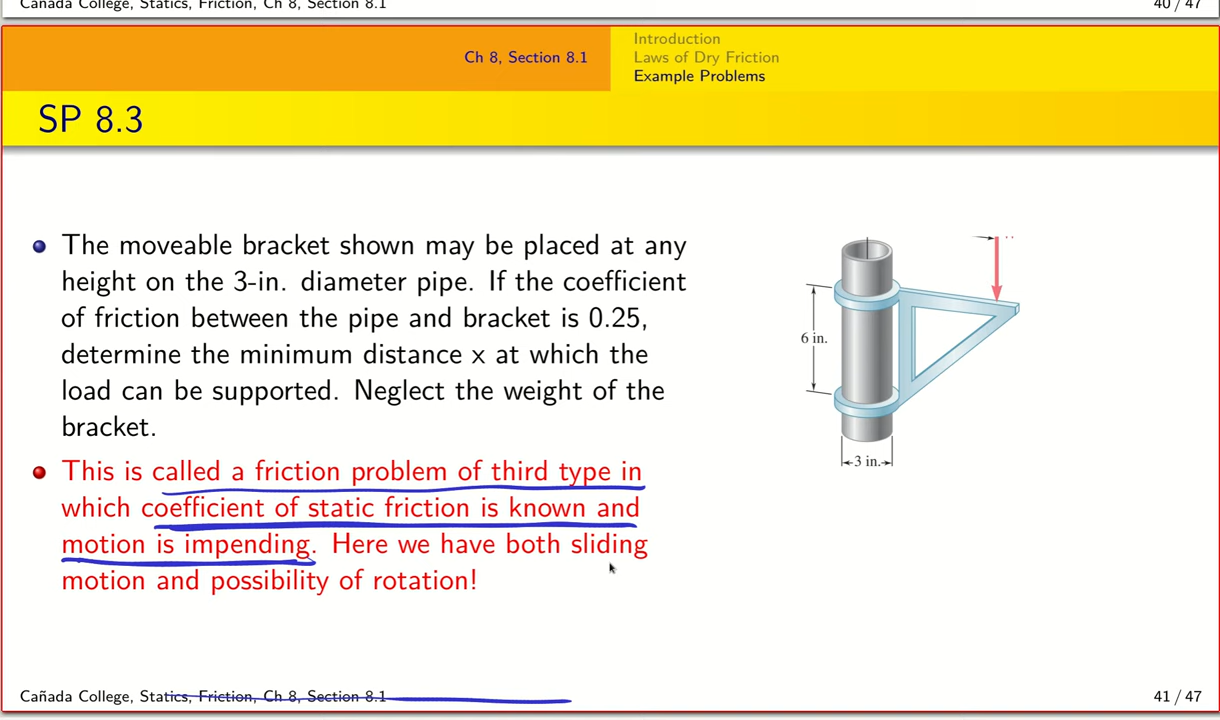 Canada College, Statics, Friction, Ch 8, Section 8.1
40 / 47
Ch 8, Section 8.1
Introduction
Laws of Dry Friction
Example Problems
SP 8.3
The moveable bracket shown may be placed at any
height on the 3-in. diameter pipe. If the coefficient
of friction between the pipe and bracket is 0.25,
determine the minimum distance x at which the
load can be supported. Neglect the weight of the
bracket.
This is called a friction problem of third type in
which coefficient of static friction is known and
motion is impending. Here we have both sliding
motion and possibility of rotation!
6 in.
3 in.
Cañada College, Statics, Friction, Ch 8, Section 8.1
41 / 47